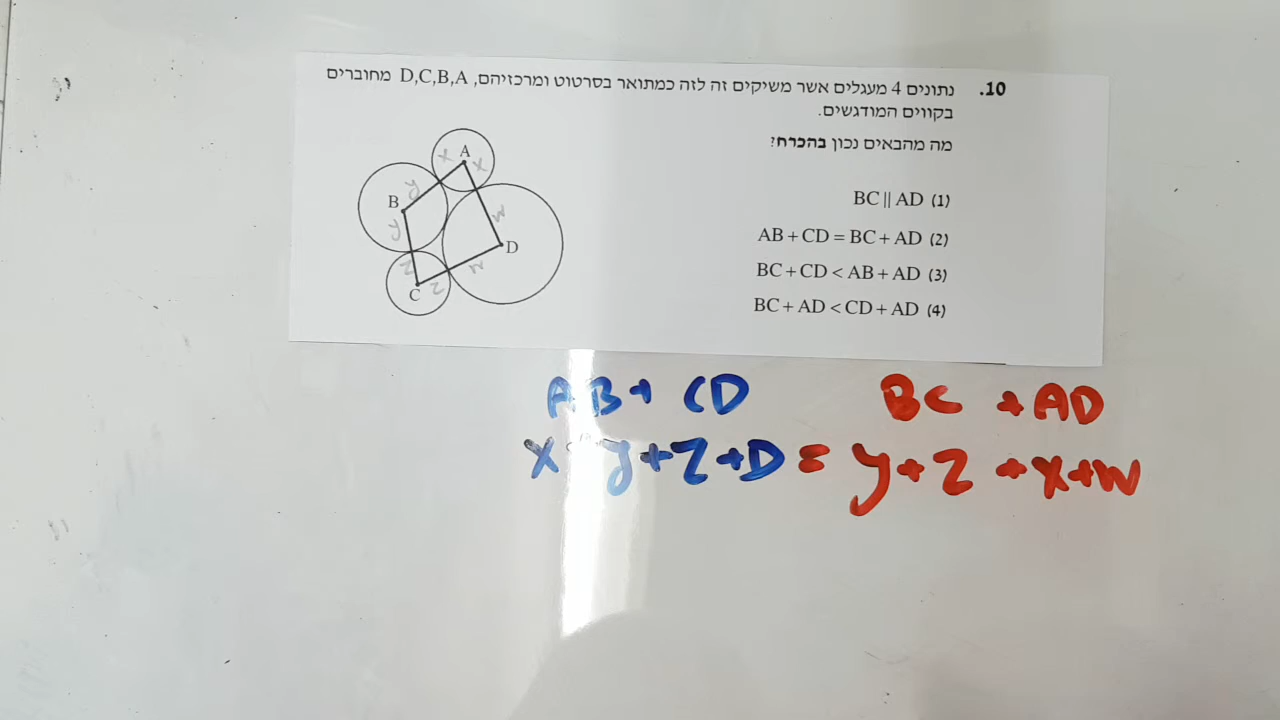 10. נתונים 4 מעגלים אשר משיקים זה לזה כמתואר בסרטוט ומרכזיהם, D,C,B,A מחוברים
בקווים המודגשים.
מה מהבאים נכון בהכרח?
(1) BC || AD
(2) AB + CD = BC + AD
(3) BC + CD < AB + AD
(4) BC + AD < CD + AD
A
x x
B y
y w
D
z w
C z
AB+ CD BC +AD
x y+z+D = y+z +x+w